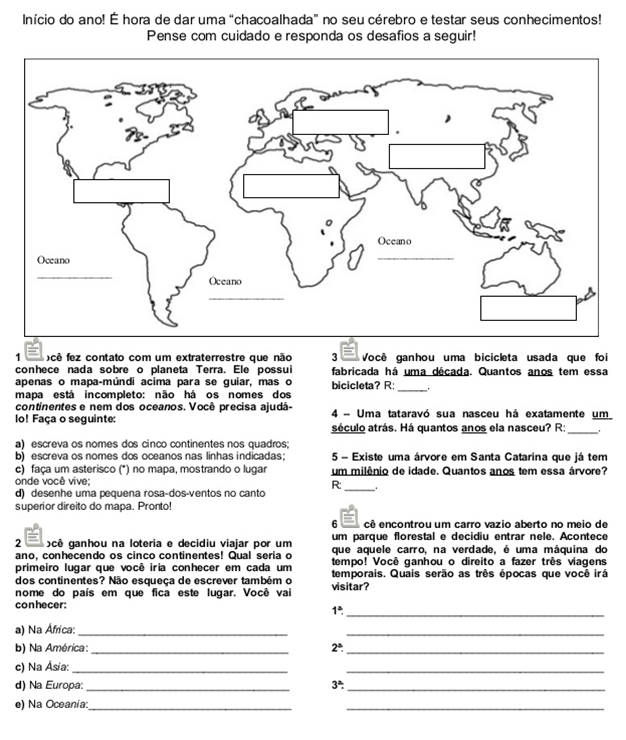 Início do ano! É hora de dar uma “chacoalhada” no seu cérebro e testar seus conhecimentos!
Pense com cuidado e responda os desafios a seguir!
Oceano
Oceano
Oceano
1 ocê fez contato com um extraterrestre que não
conhece nada sobre o planeta Terra. Ele possui
apenas o mapa-múndi acima para se guiar, mas o
mapa está incompleto: não há os nomes dos
continentes e nem dos oceanos. Você precisa ajudá-
lo! Faça o seguinte:
a) escreva os nomes dos cinco continentes nos quadros;
b) escreva os nomes dos oceanos nas linhas indicadas;
c) faça um asterisco (*) no mapa, mostrando o lugar
onde você vive;
d) desenhe uma pequena rosa-dos-ventos no canto
superior direito do mapa. Pronto!
2 ocê ganhou na loteria e decidiu viajar por um
ano, conhecendo os cinco continentes! Qual seria o
primeiro lugar que você iria conhecer em cada um
dos continentes? Não esqueça de escrever também o
nome do país em que fica este lugar. Você vai
conhecer:
a) Na África:
b) Na América:
c) Na Ásia:
d) Na Europa:
e) Na Oceania:
3 Você ganhou uma bicicleta usada que foi
fabricada há uma década. Quantos anos tem essa
bicicleta? R: _____.
4 – Uma tataravó sua nasceu há exatamente um
século atrás. Há quantos anos ela nasceu? R: _____.
5 – Existe uma árvore em Santa Catarina que já tem
um milênio de idade. Quantos anos tem essa árvore?
R: _____.
6 cê encontrou um carro vazio aberto no meio de
um parque florestal e decidiu entrar nele. Acontece
que aquele carro, na verdade, é uma máquina do
tempo! Você ganhou o direito a fazer três viagens
temporais. Quais serão as três épocas que você irá
visitar?
1ª:
2ª:
3ª: